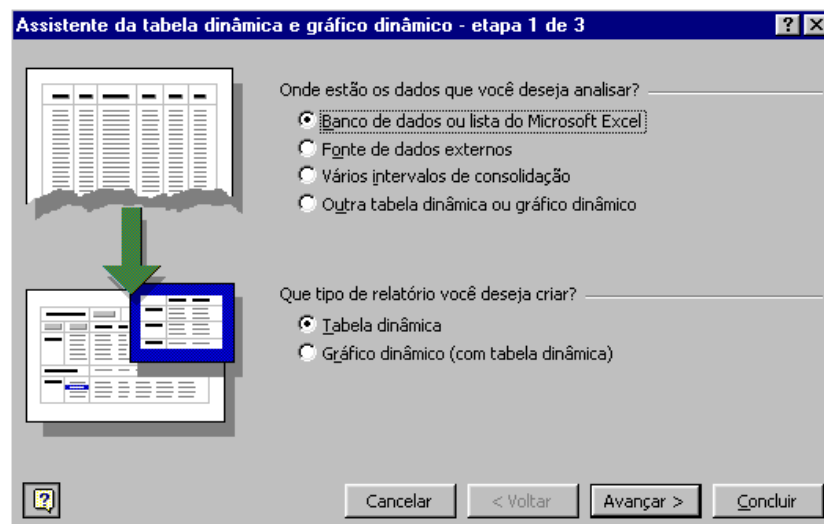 Assistente da tabela dinâmica e gráfico dinâmico - etapa 1 de 3
Onde estão os dados que você deseja analisar?
Banco de dados ou lista do Microsoft Excel
Fonte de dados externos
Vários intervalos de consolidação
Outra tabela dinâmica ou gráfico dinâmico
Que tipo de relatório você deseja criar?
Tabela dinâmica
Gráfico dinâmico (com tabela dinâmica)
Cancelar
< Voltar
Avançar >
Concluir